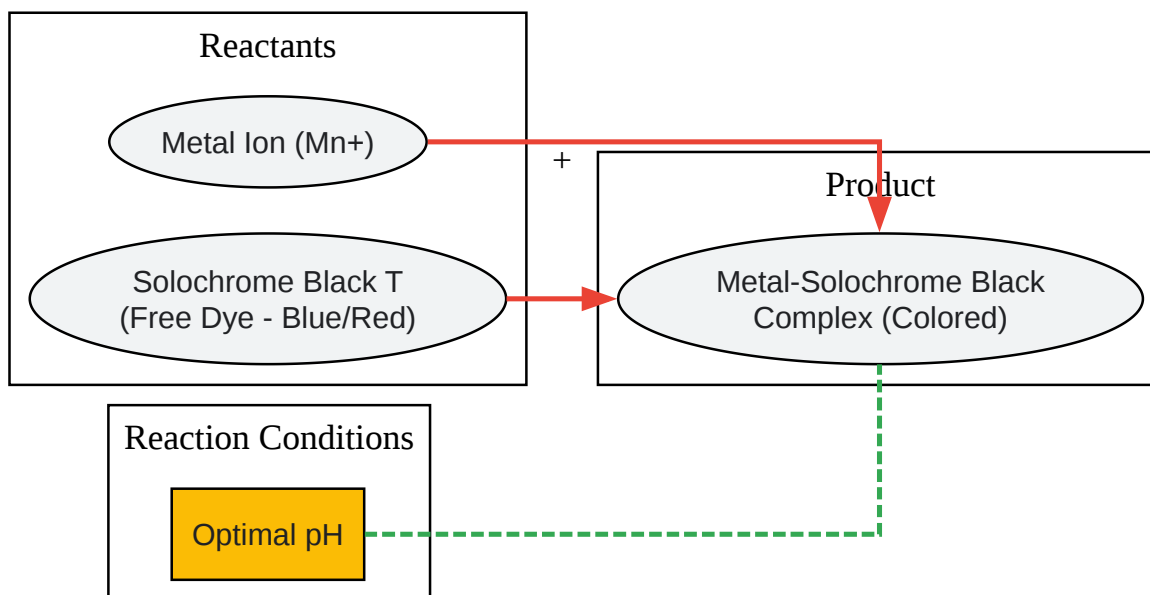 Reactants
Metal Ion (Mn+)
+
Product
Solochrome Black T
(Free Dye - Blue/Red)
Metal-Solochrome Black
Complex (Colored)
Reaction Conditions
Optimal pH